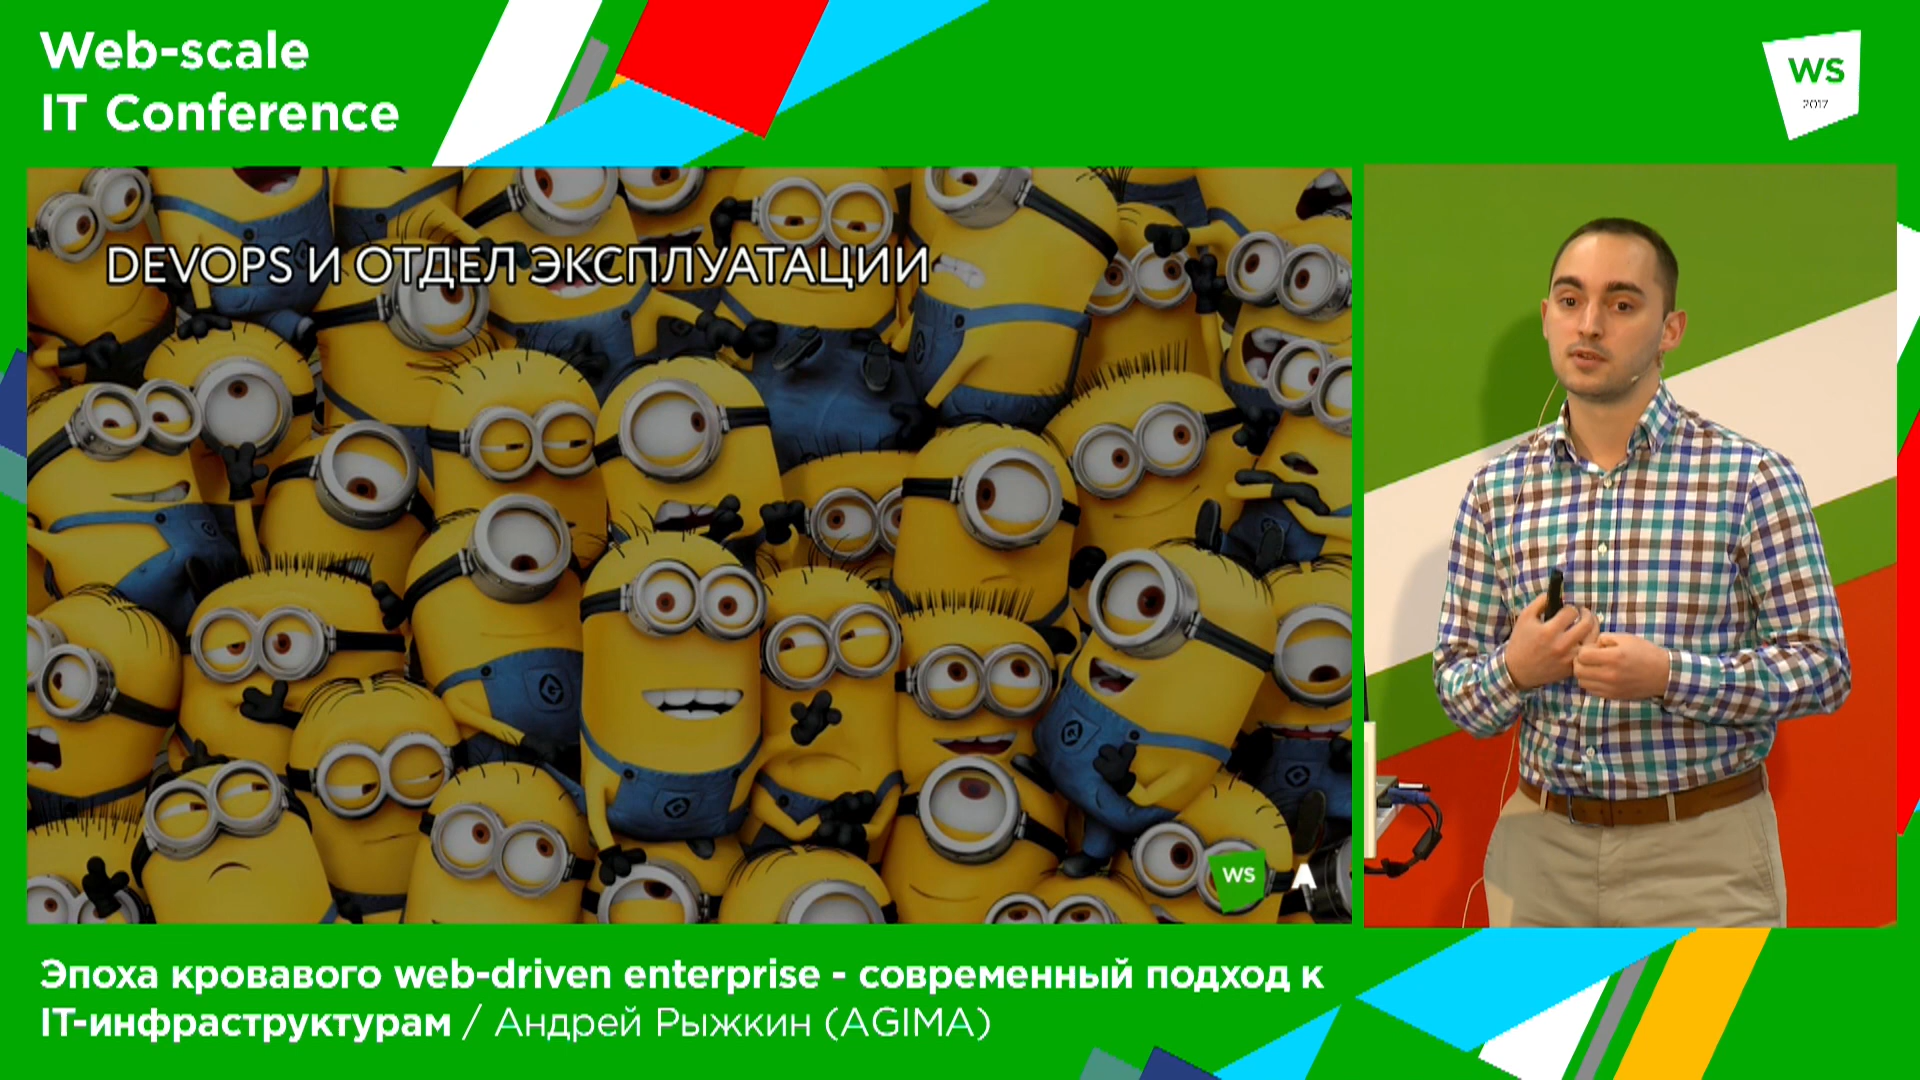 Web-scale
IT Conference
WS
2017
DEVOPS И ОТДЕЛ ЭКСПЛУАТАЦИИ
WS
A
Эпоха кровавого web-driven enterprise - современный подход к
IT-инфраструктурам / Андрей Рыжкин (AGIMA)